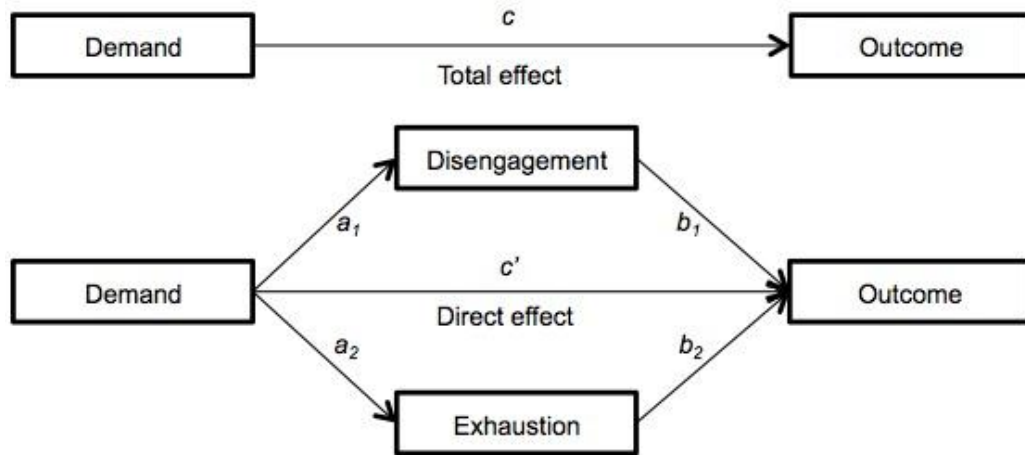 c
Demand
Outcome
Total effect
Disengagement
a₁
b₁
c'
Demand
Outcome
Direct effect
a₂
b₂
Exhaustion